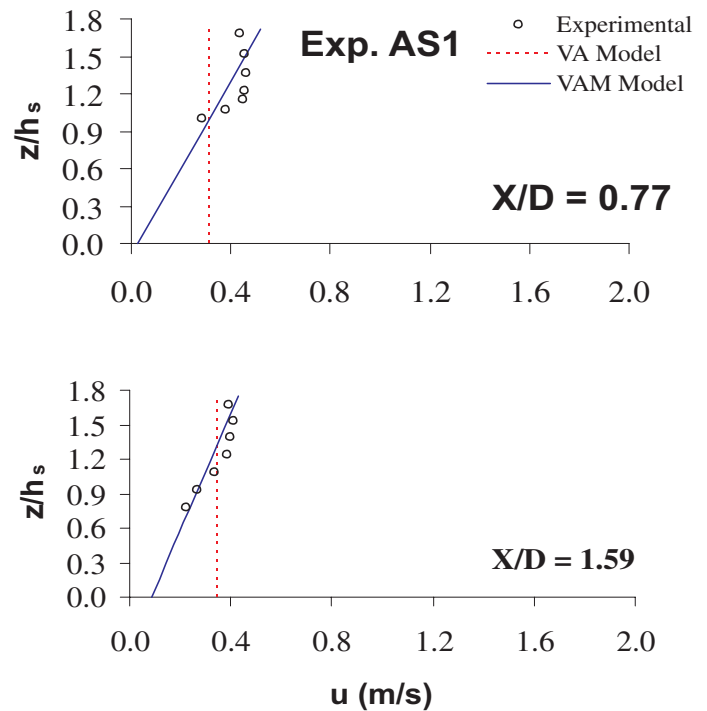 Exp. AS1
Experimental
VA Model
VAM Model
1.8
1.5
1.2
0.9
0.6
0.3
0.0
z/hs
X/D = 0.77
0.0 0.4 0.8 1.2 1.6 2.0
1.8
1.5
1.2
0.9
0.6
0.3
0.0
z/hs
X/D = 1.59
0.0 0.4 0.8 1.2 1.6 2.0
u (m/s)